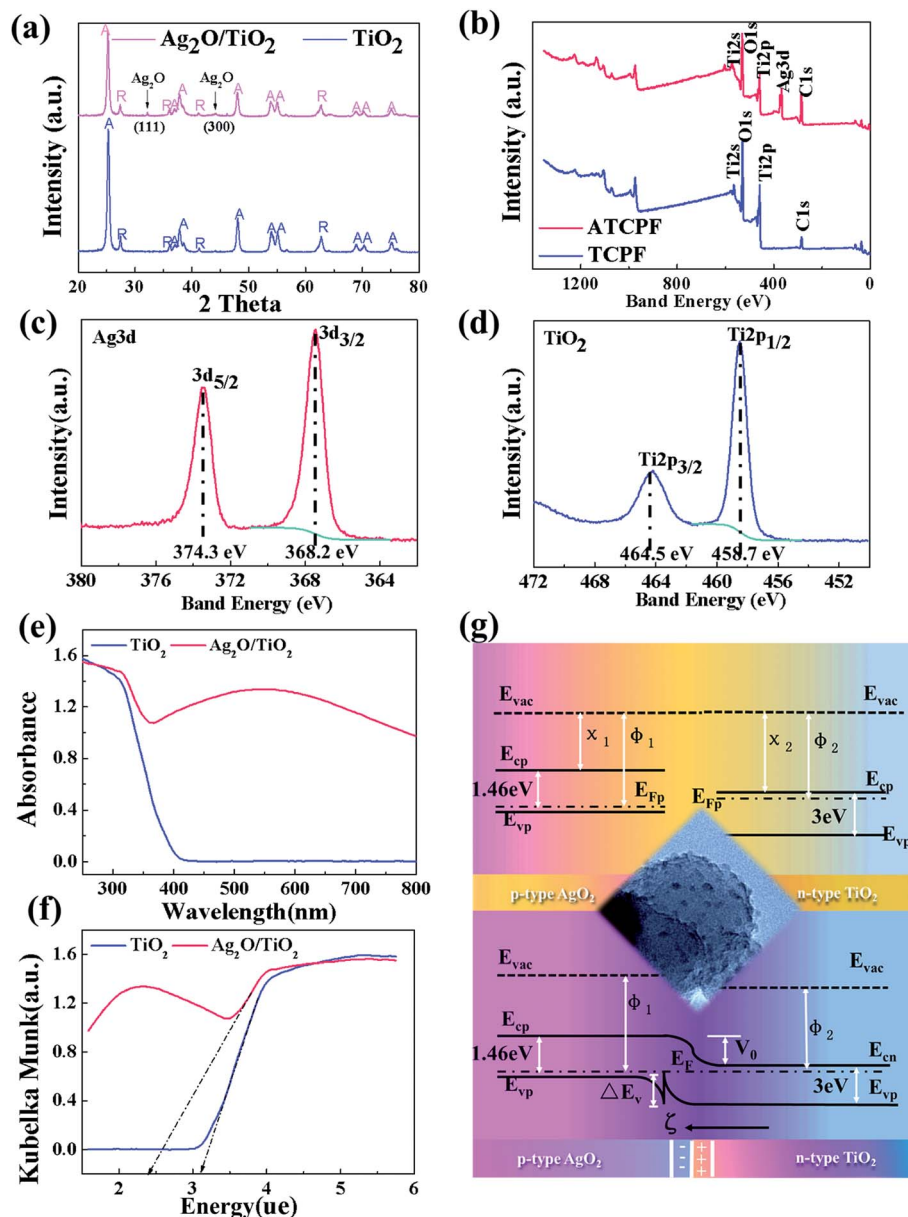 (a)
Intensity (a.u.)
Ag₂O/TiO₂
TiO₂
A
R
Ag₂O
(111)
R
A
A
R
Ag₂O
(300)
A
A
A
R
A
A
A
A
R
R
A
A
R
A
A
A
R
A
A
A
20 30 40 50 60 70 80
2 Theta
(b)
Intensity (a.u.)
Ti2s
O1s
Ti2p
Ag3d
C1s
Ti2s
O1s
Ti2p
C1s
ATCPF
TCPF
1200 800 400 0
Band Energy (eV)
(c)
Intensity(a.u.)
Ag3d
3d5/2
3d3/2
374.3 eV
368.2 eV
380 376 372 368 364
Band Energy (eV)
(d)
Intensity(a.u.)
TiO₂
Ti2p1/2
Ti2p3/2
464.5 eV
458.7 eV
472 468 464 460 456 452
Band Energy (eV)
(e)
Absorbance
TiO₂
Ag₂O/TiO₂
1.6
1.2
0.8
0.4
0.0
300 400 500 600 700 800
Wavelength(nm)
(f)
Kubelka Munk(a.u.)
TiO₂
Ag₂O/TiO₂
1.6
1.2
0.8
0.4
0.0
2 3 4 5 6
Energy(ue)
(g)
Evac
Evac
χ1
ϕ1
χ2
ϕ2
Ecp
Ecp
1.46eV
EFp
EFp
3eV
Evp
Evp
p-type AgO₂
n-type TiO₂
Evac
Evac
ϕ1
ϕ2
Ecp
V0
Ecn
1.46eV
EF
Evp
3eV
Evp
△Ev
ζ
p-type AgO₂
- -
+ + +
n-type TiO₂